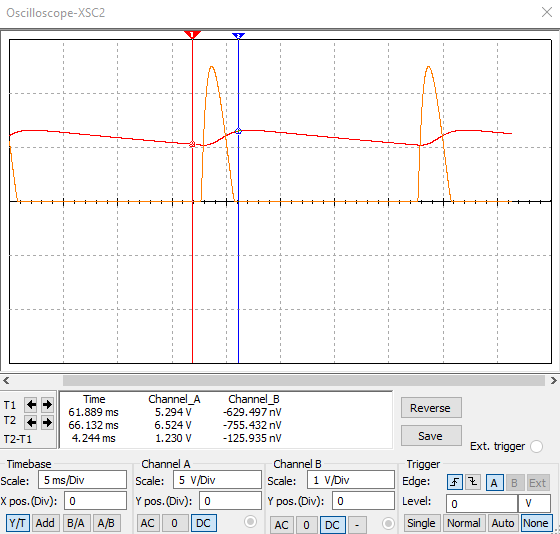 Oscilloscope-XSC2
1
2
T1
T2
T2-T1
Time Channel_A Channel_B
61.889 ms 5.294 V -629.497 nV
66.132 ms 6.524 V -755.432 nV
4.244 ms 1.230 V -125.935 nV
Reverse
Save
Ext. trigger
Timebase
Scale: 5 ms/Div
X pos.(Div): 0
Y/T Add B/A A/B
Channel A
Scale: 5 V/Div
Y pos.(Div): 0
AC 0 DC
Channel B
Scale: 1 V/Div
Y pos.(Div): 0
AC 0 DC -
Trigger
Edge: A B Ext
Level: 0 V
Single Normal Auto None